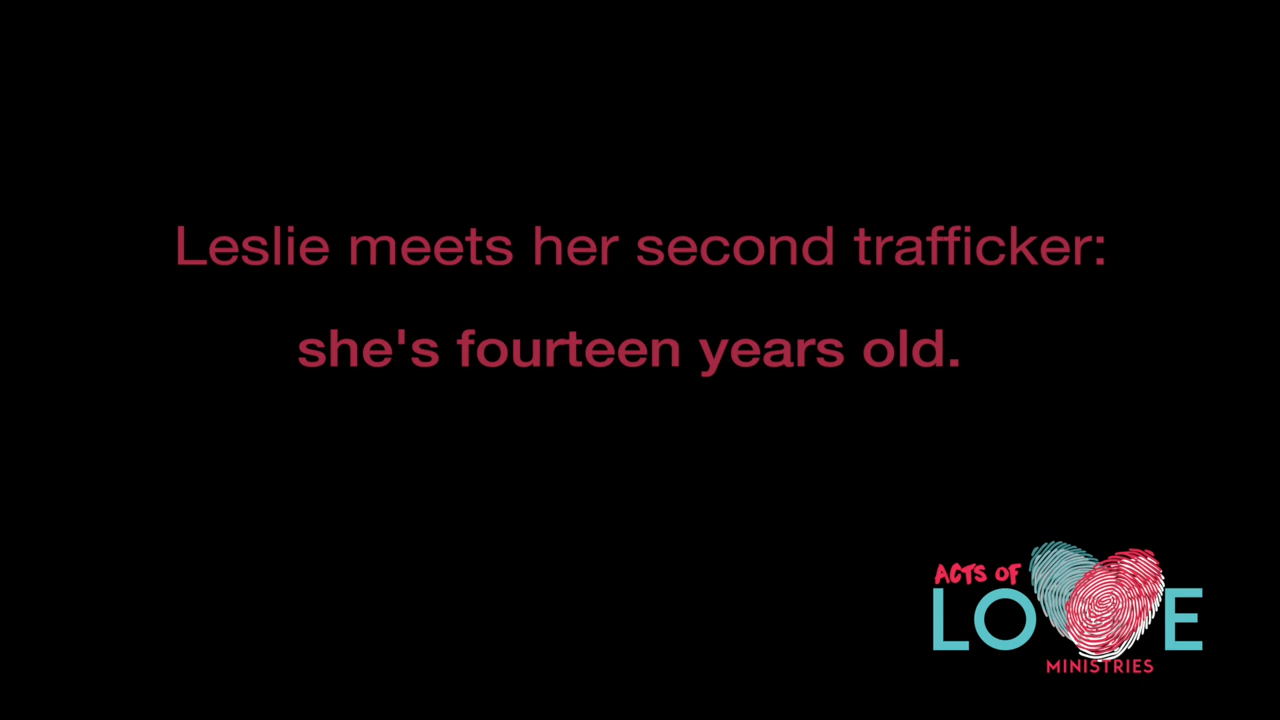 Leslie meets her second trafficker:
she's fourteen years old.
ACTS OF
LOVE
MINISTRIES